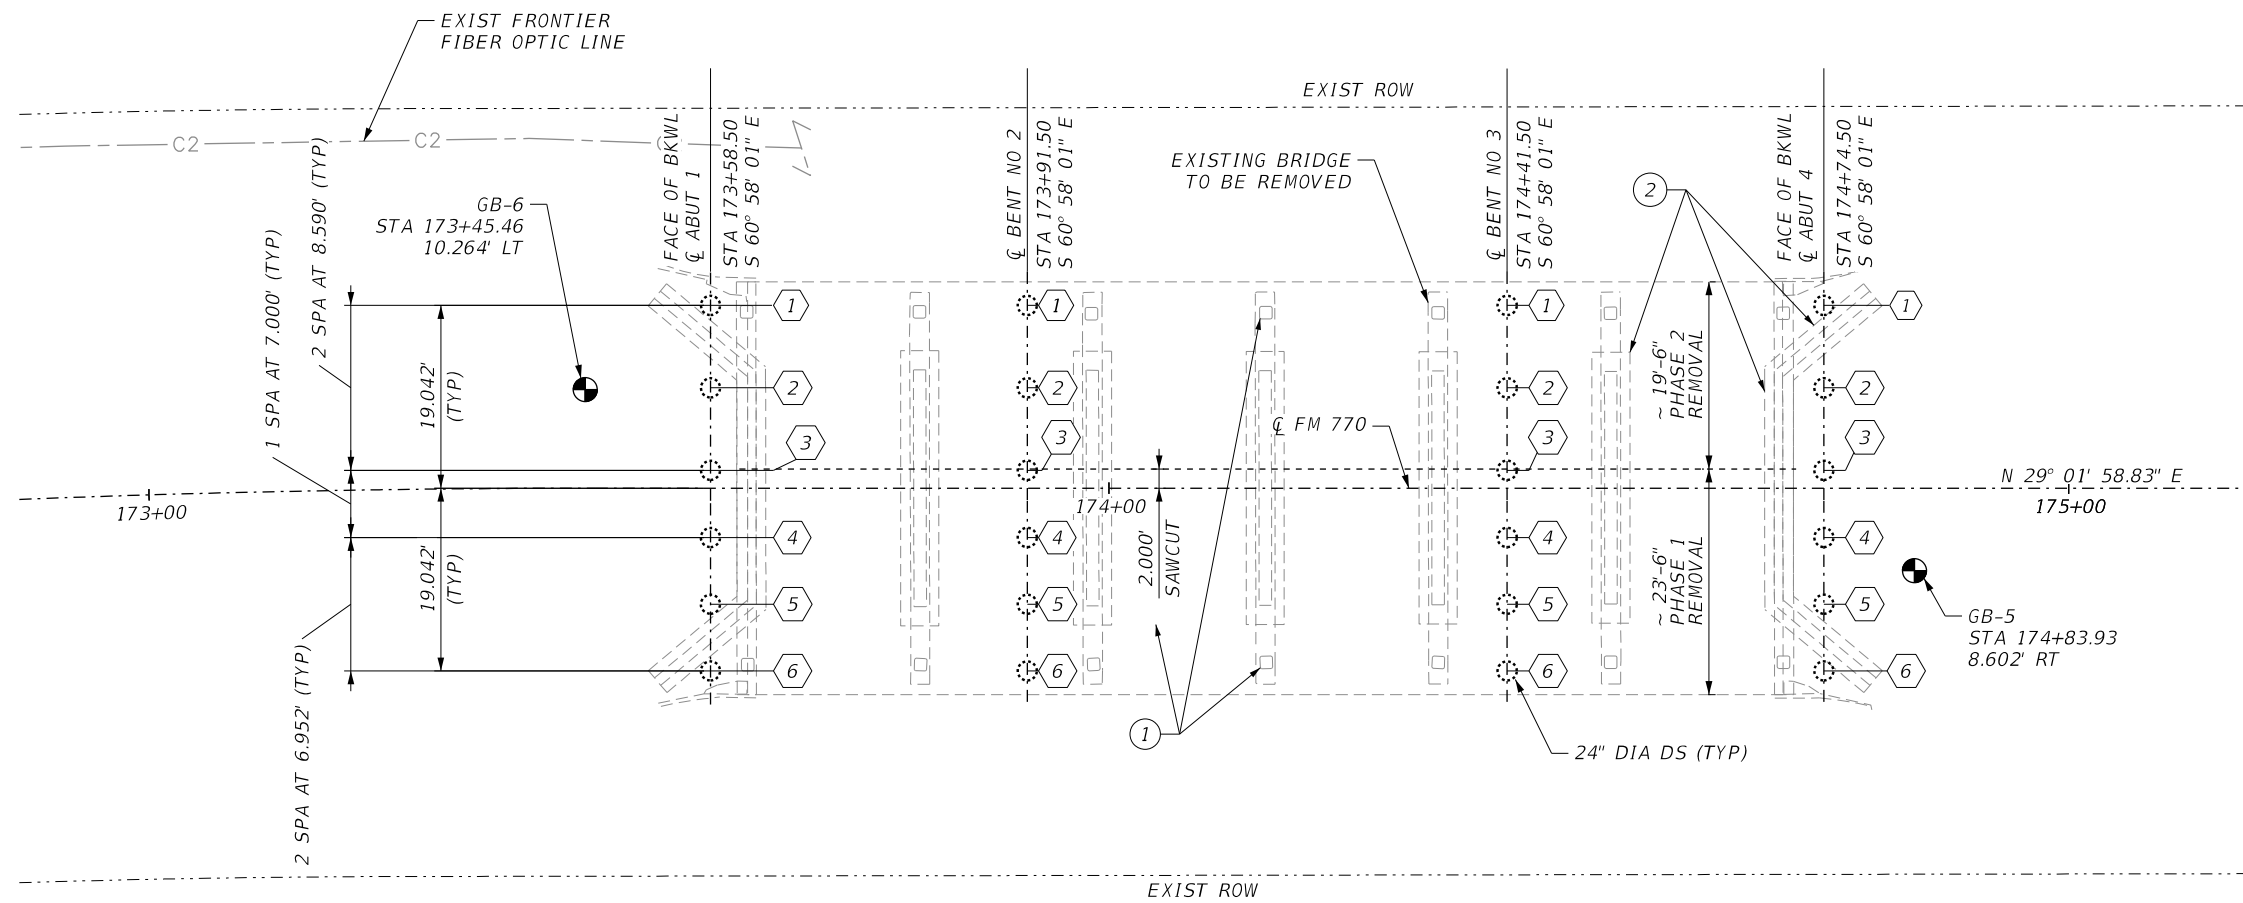 EXIST FRONTIER
FIBER OPTIC LINE
EXIST ROW
C2
C2
2 SPA AT 8.590' (TYP)
1 SPA AT 7.000' (TYP)
2 SPA AT 6.952' (TYP)
19.042'
(TYP)
19.042'
(TYP)
GB-6
STA 173+45.46
10.264' LT
FACE OF BKWL
℄ ABUT 1
STA 173+58.50
S 60° 58' 01" E
℄ BENT NO 2
STA 173+91.50
S 60° 58' 01" E
EXISTING BRIDGE
TO BE REMOVED
℄ BENT NO 3
STA 174+41.50
S 60° 58' 01" E
2
FACE OF BKWL
℄ ABUT 4
STA 174+74.50
S 60° 58' 01" E
1
1
1
1
2
2
2
2
3
3
3
3
℄ FM 770
~ 19'-6"
PHASE 2
REMOVAL
N 29° 01' 58.83" E
173+00
174+00
175+00
4
4
4
4
2.000'
SAWCUT
~ 23'-6"
PHASE 1
REMOVAL
5
5
5
5
GB-5
STA 174+83.93
8.602' RT
6
6
6
6
1
24" DIA DS (TYP)
EXIST ROW